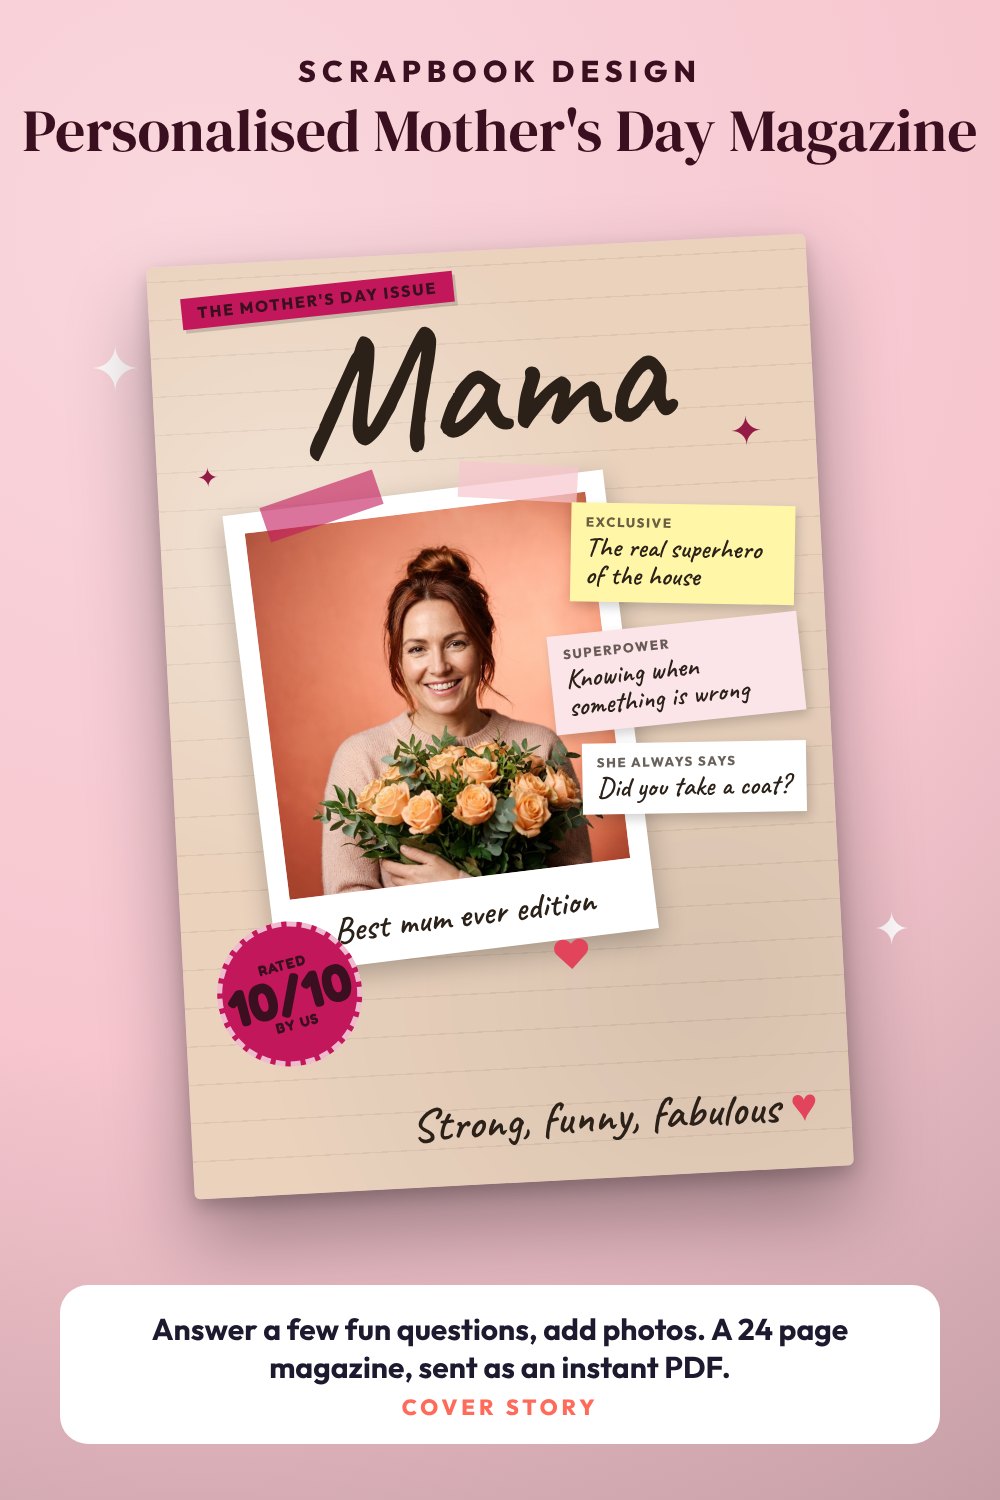 SCRAPBOOK DESIGN
Personalised Mother's Day Magazine
THE MOTHER'S DAY ISSUE
Mama
EXCLUSIVE
The real superhero
of the house
SUPERPOWER
Knowing when
something is wrong
SHE ALWAYS SAYS
Did you take a coat?
Best mum ever edition
RATED
10/10
BY US
Strong, funny, fabulous ♥
Answer a few fun questions, add photos. A 24 page
magazine, sent as an instant PDF.
COVER STORY